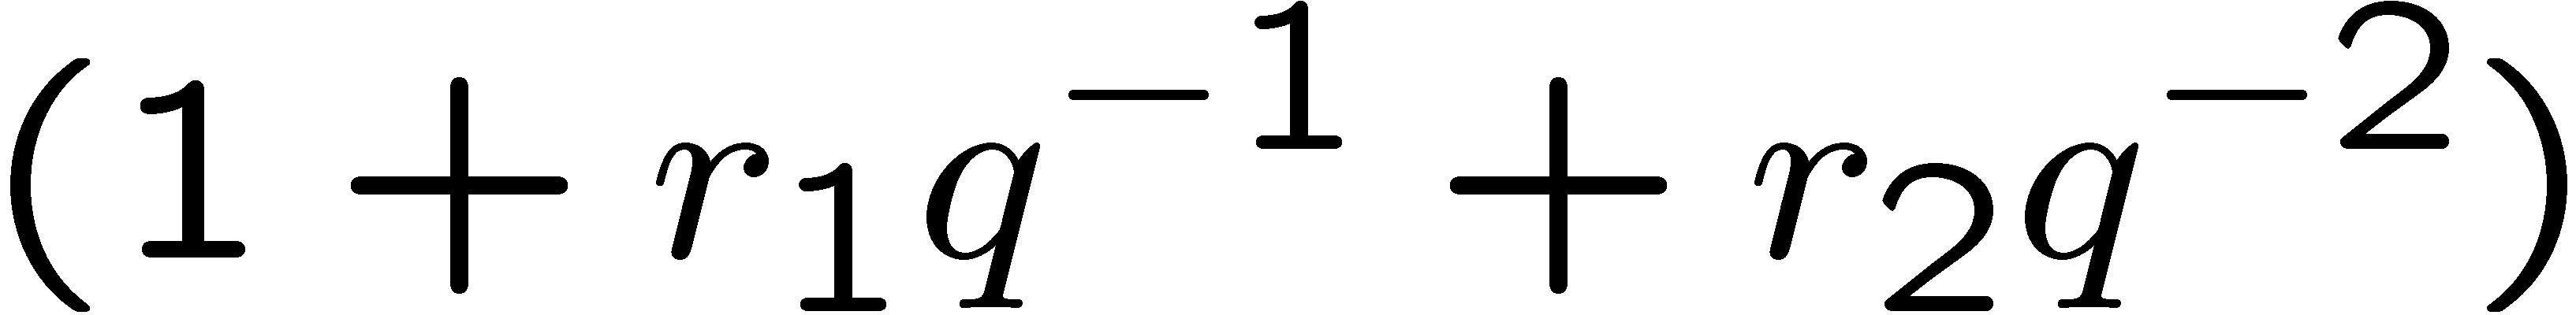 (1 + r₁q⁻¹ + r₂q⁻²)